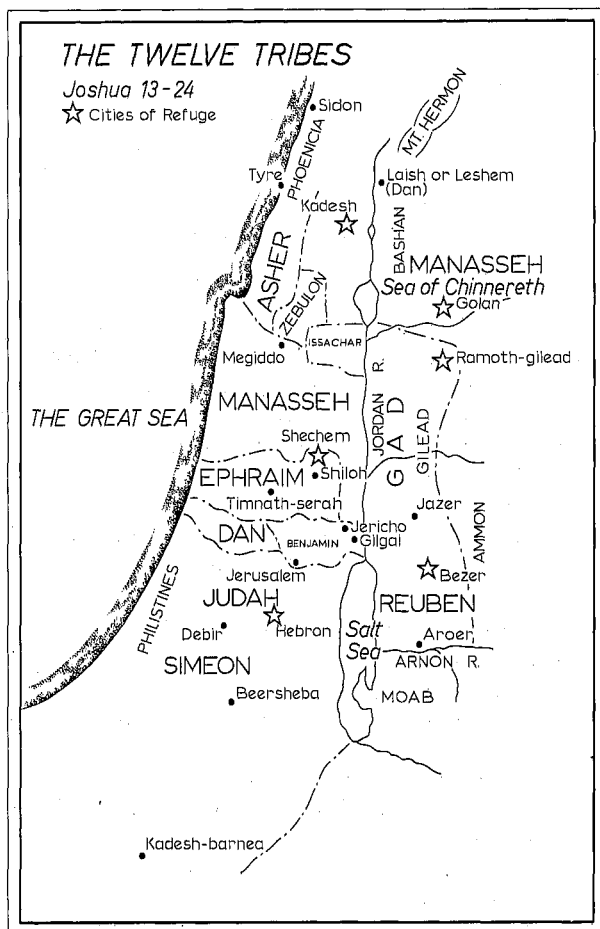 THE TWELVE TRIBES
Joshua 13-24
Cities of Refuge
Sidon
MT. HERMON
PHOENICIA
Tyre
Laish or Leshem
(Dan)
Kadesh
BASHAN
ASHER
MANASSEH
Sea of Chinnereth
Golan
ZEBULON
ISSACHAR
Megiddo
R.
Ramoth-gilead
MANASSEH
THE GREAT SEA
JORDAN
GAD
GILEAD
Shechem
EPHRAIM
Shiloh
Timnath-serah
Jazer
DAN
Jericho
BENJAMIN
Gilgal
AMMON
Jerusalem
Bezer
JUDAH
REUBEN
PHILISTINES
Debir
Hebron
Salt
Sea
Aroer
SIMEON
ARNON R.
Beersheba
MOAB
Kadesh-barnea